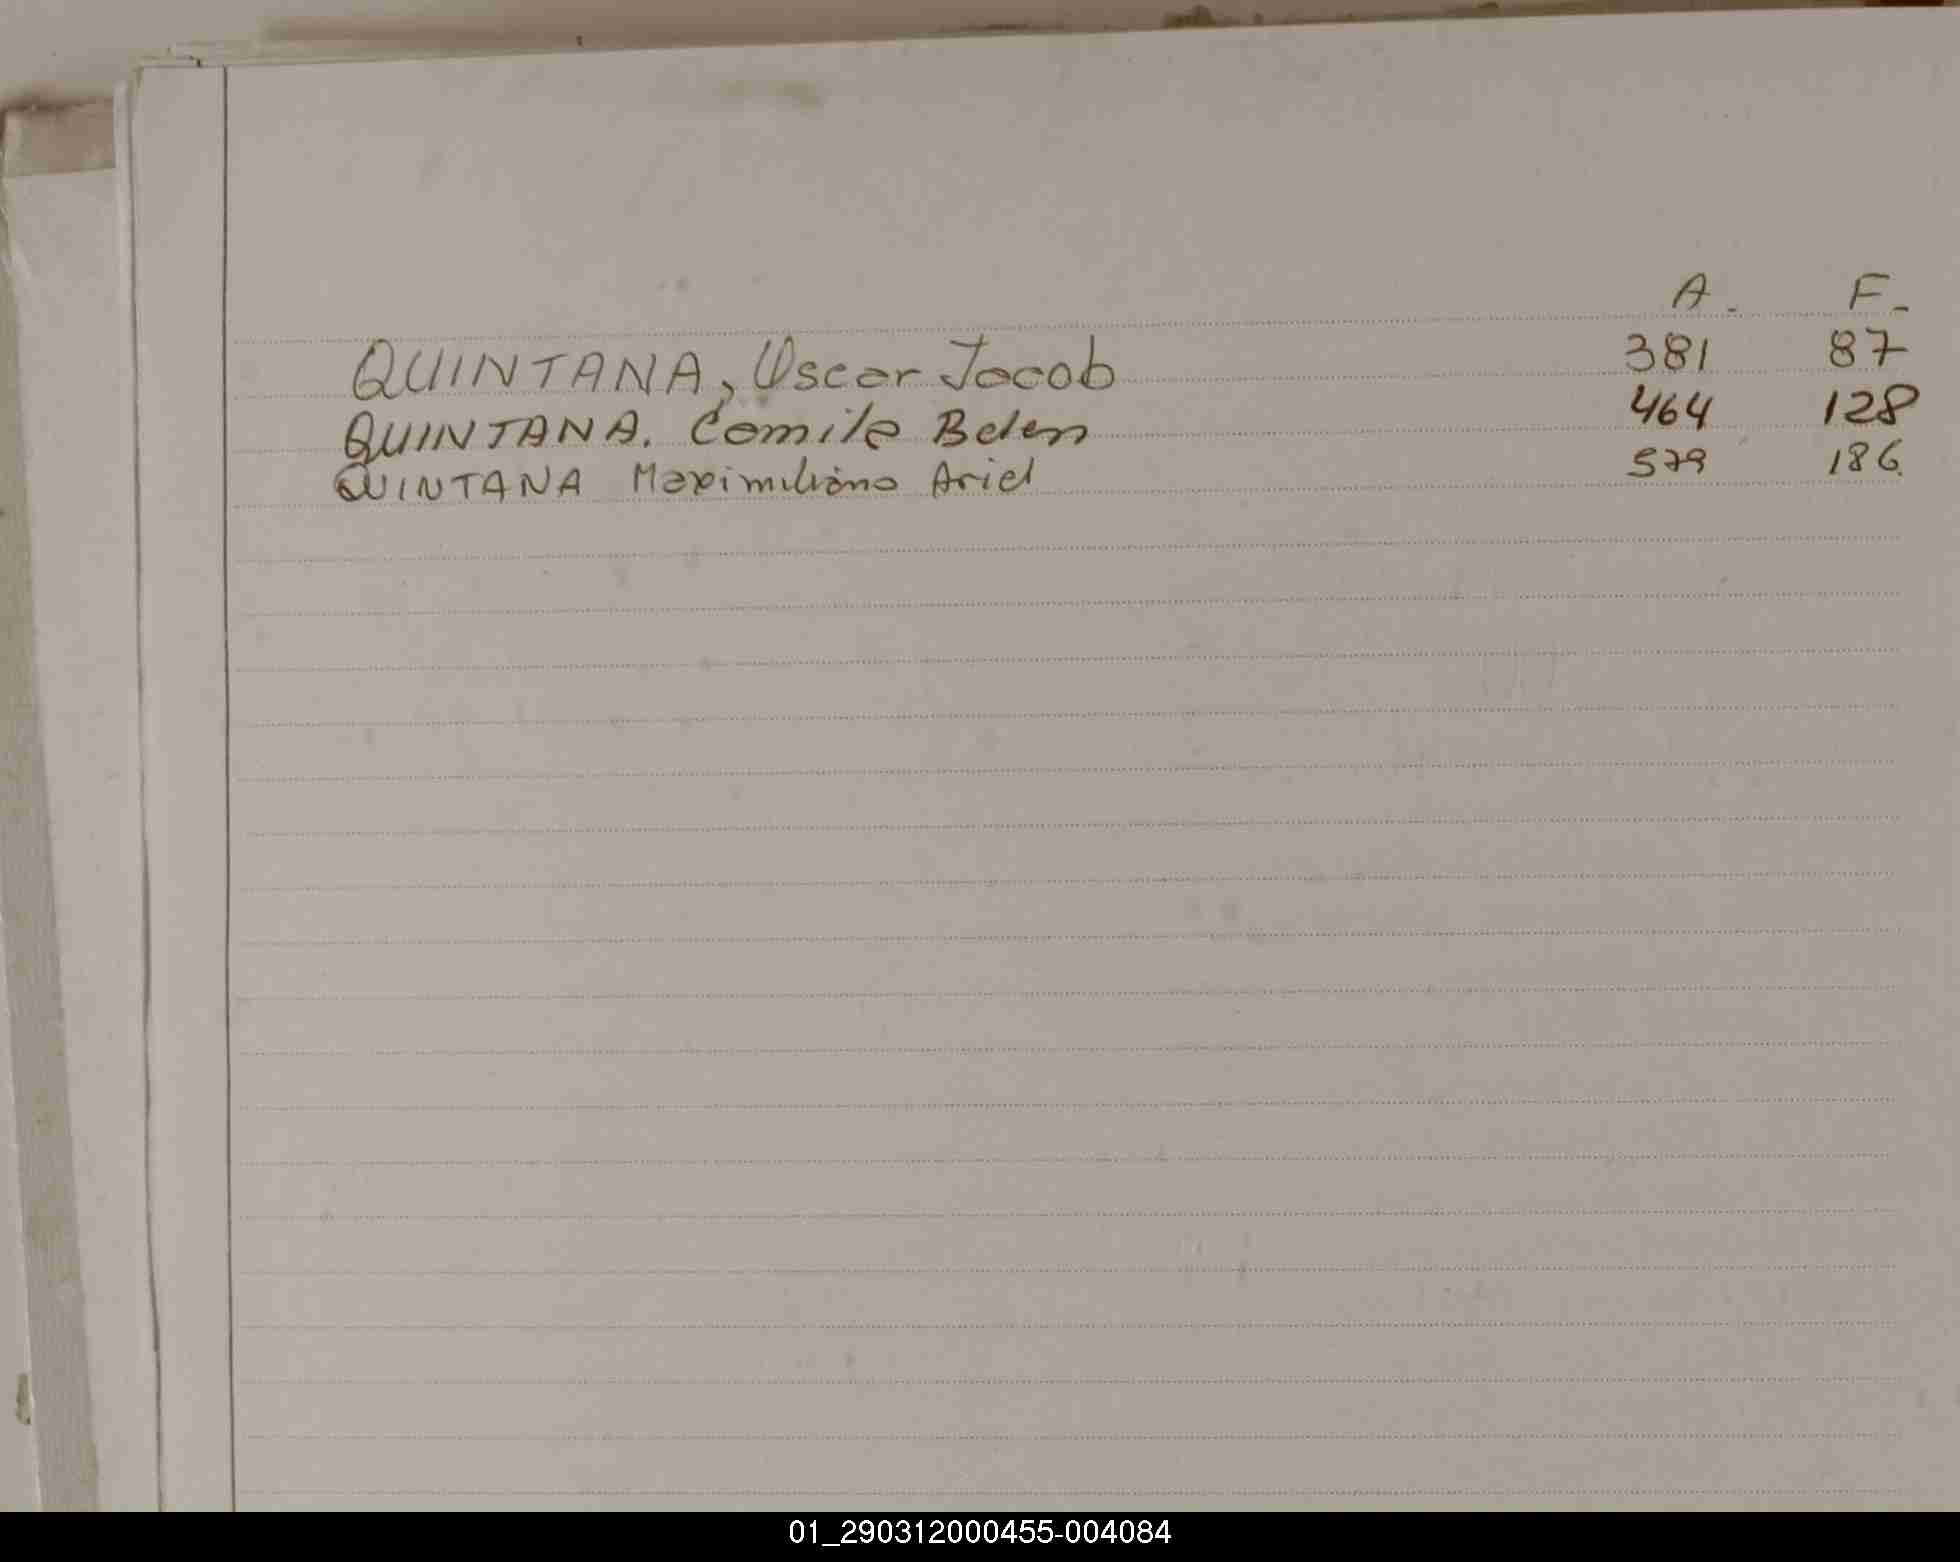 A. F.
QUINTANA, Oscar Jacob 381 87
QUINTANA. Camila Belen 464 128
QUINTANA Maximiliano Ariel 579 186
01_290312000455-004084